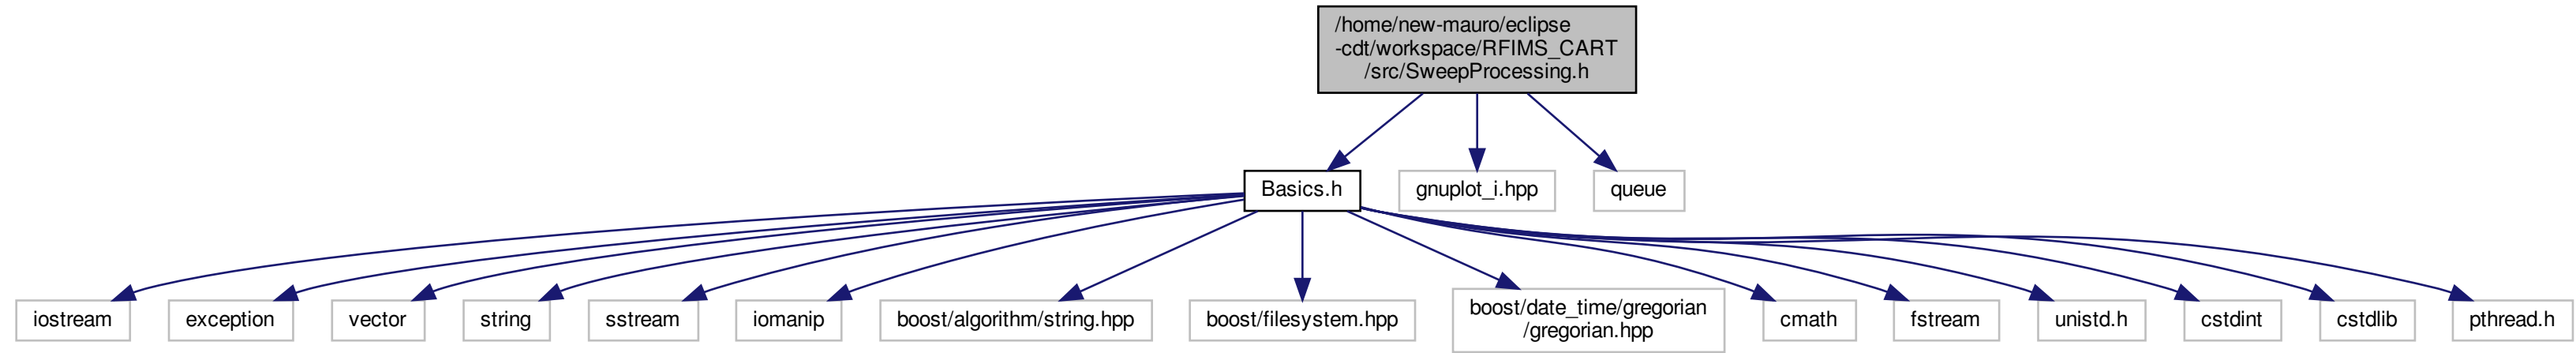 /home/new-mauro/eclipse
-cdt/workspace/RFIMS_CART
/src/SweepProcessing.h
Basics.h
gnuplot_i.hpp
queue
iostream
exception
vector
string
sstream
iomanip
boost/algorithm/string.hpp
boost/filesystem.hpp
boost/date_time/gregorian
/gregorian.hpp
cmath
fstream
unistd.h
cstdint
cstdlib
pthread.h